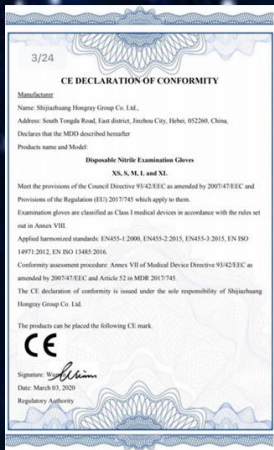 3/24
CE DECLARATION OF CONFORMITY
Manufacturer
Name: Shijiazhuang Hongray Group Co. Ltd.,
Address: South Tongda Road, East district, Jinzhou City, Hebei, 052260, China,
Declares that the MDD described hereafter
Products name and Model:
Disposable Nitrile Examination Gloves
XS, S, M, L and XL
Meet the provisions of the Council Directive 93/42/EEC as amended by 2007/47/EEC and
Provisions of the Regulation (EU) 2017/745 which apply to them.
Examination gloves are classified as Class I medical devices in accordance with the rules set
out in Annex VIII.
Applied harmonized standards: EN455-1:2000, EN455-2:2015, EN455-3:2015, EN ISO
14971:2012, EN ISO 13485:2016.
Conformity assessment procedure: Annex VII of Medical Device Directive 93/42/EEC as
amended by 2007/47/EEC and Article 52 in MDR 2017/745.
The CE declaration of conformity is issued under the sole responsibility of Shijiazhuang
Hongray Group Co. Ltd.
The products can be placed the following CE mark.
CE
Signature:
Date: March 03, 2020
Regulatory Authority